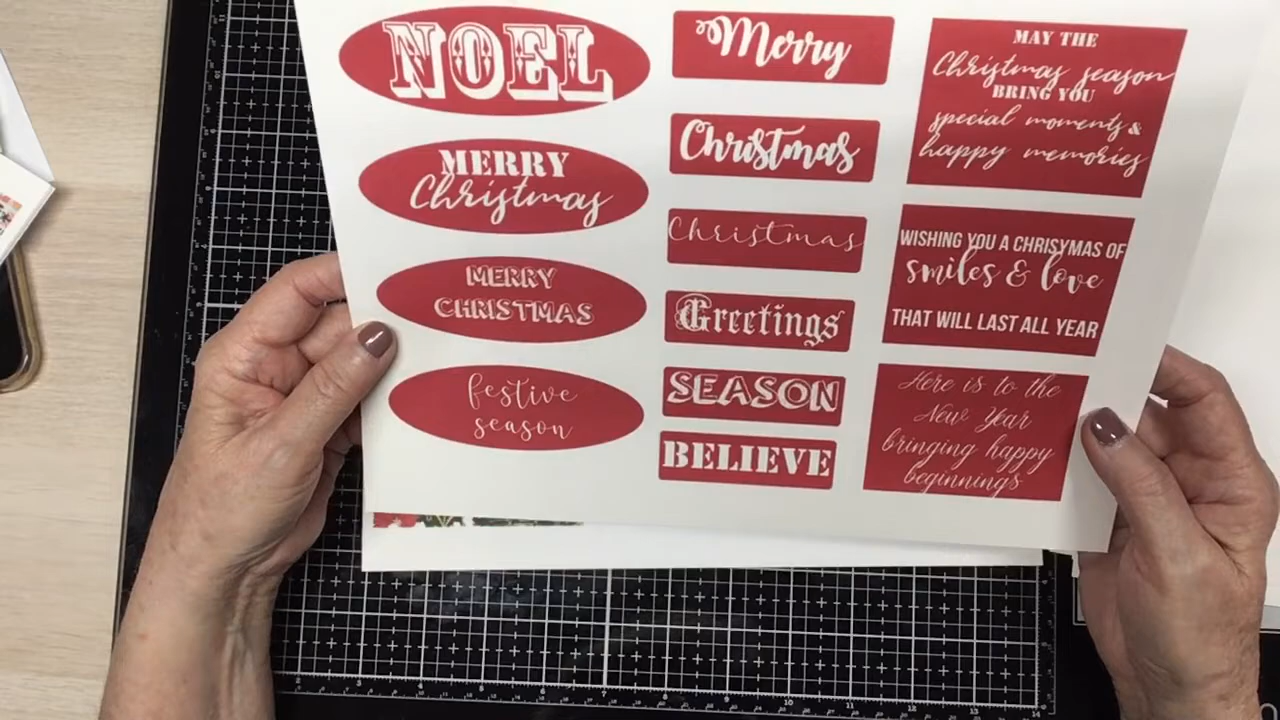 NOEL
MERRY
Christmas
MERRY
CHRISTMAS
festive
season
Merry
Christmas
Christmas
Greetings
SEASON
BELIEVE
MAY THE
Christmas season
BRING YOU
special moments &
happy memories
WISHING YOU A CHRISYMAS OF
smiles & love
THAT WILL LAST ALL YEAR
Here is to the
New Year
bringing happy
beginnings